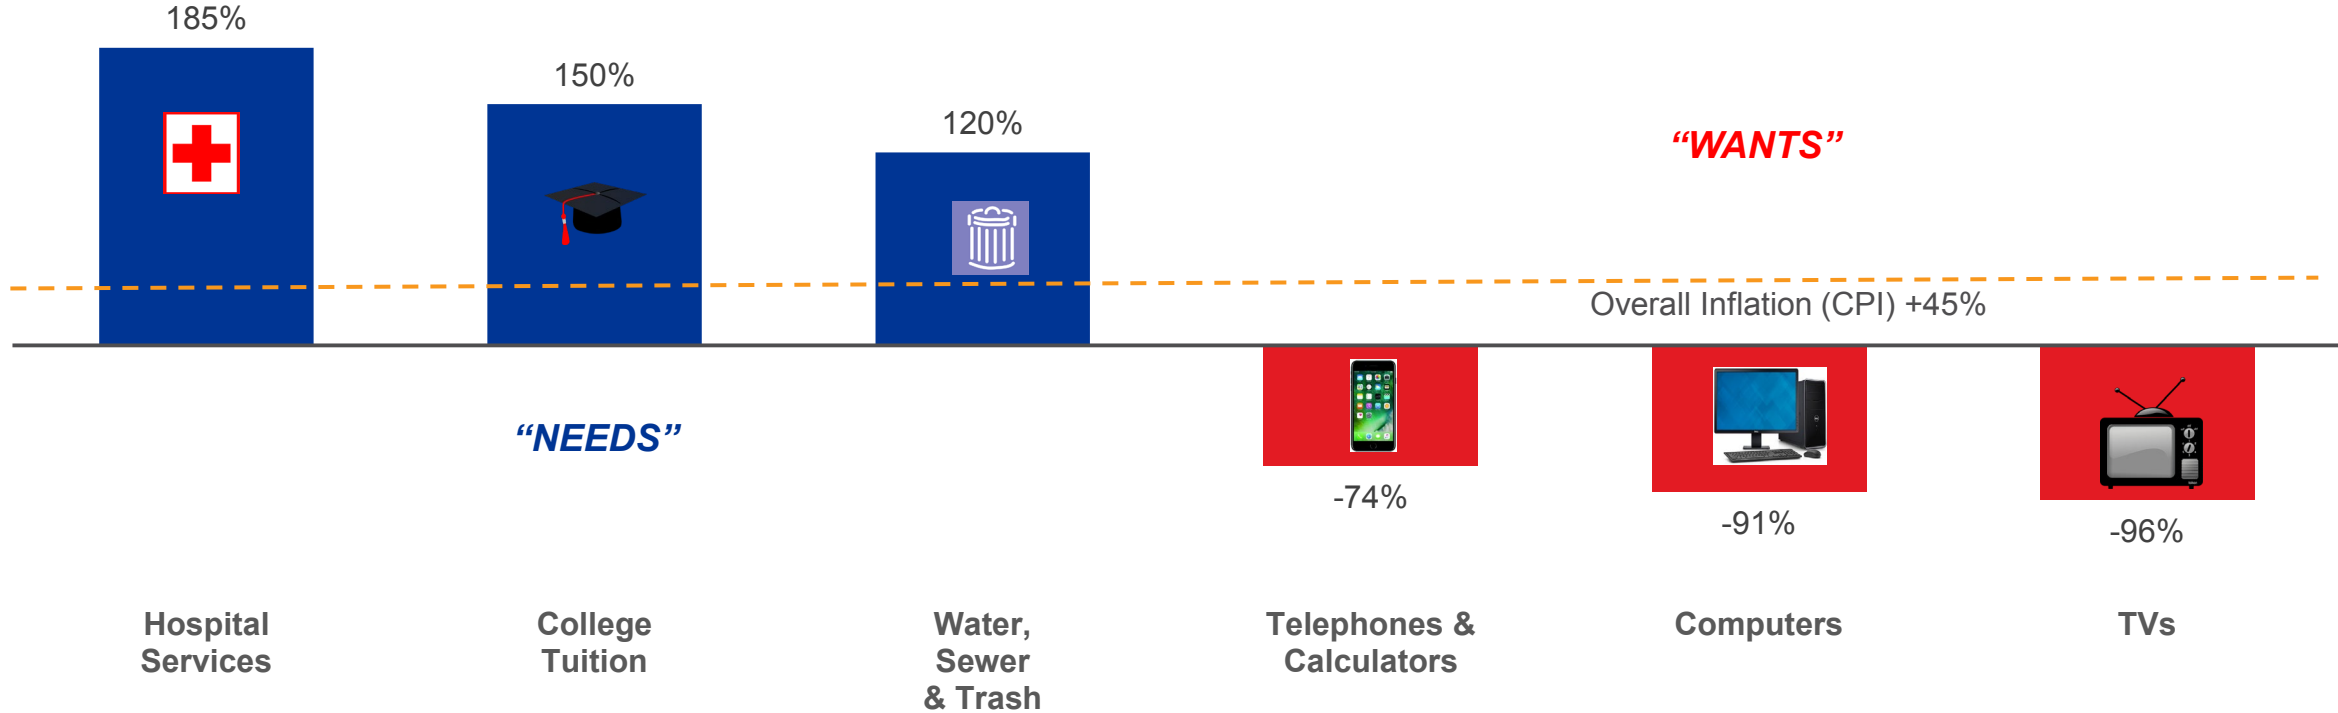 185%
150%
120%
“WANTS”
Overall Inflation (CPI) +45%
“NEEDS”
-74%
-91%
-96%
Hospital
Services
College
Tuition
Water,
Sewer
& Trash
Telephones &
Calculators
Computers
TVs